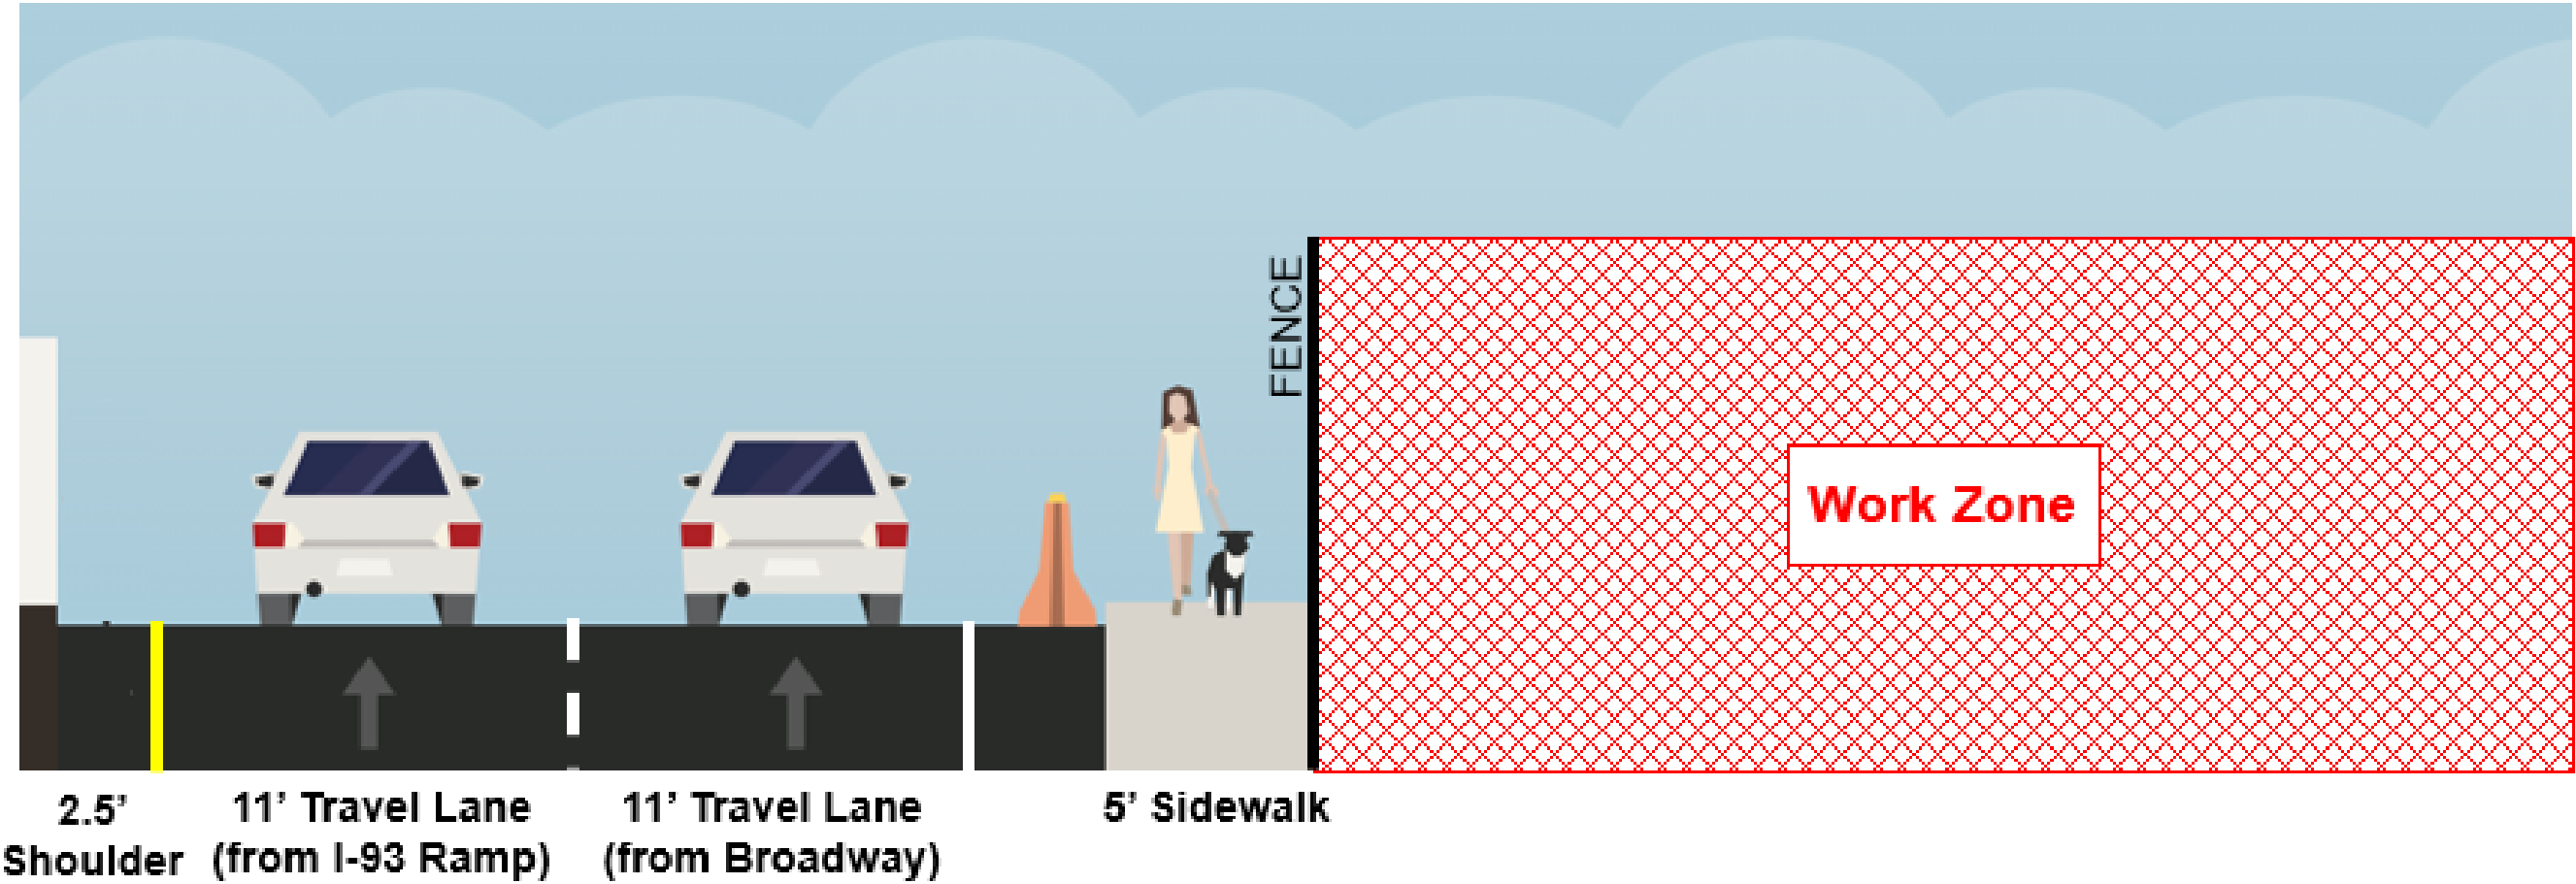 FENCE
Work Zone
2.5’
Shoulder
11’ Travel Lane
(from I-93 Ramp)
11’ Travel Lane
(from Broadway)
5’ Sidewalk